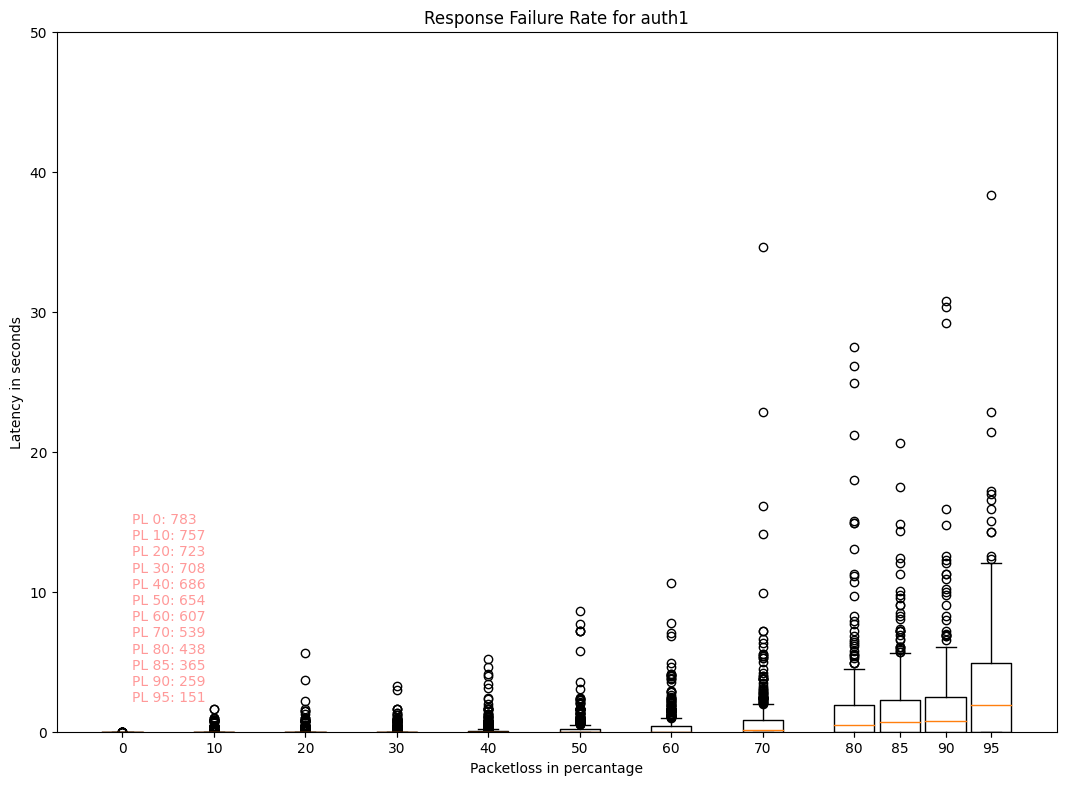 Response Failure Rate for auth1
50
40
30
20
10
0
Latency in seconds
PL 0: 783
PL 10: 757
PL 20: 723
PL 30: 708
PL 40: 686
PL 50: 654
PL 60: 607
PL 70: 539
PL 80: 438
PL 85: 365
PL 90: 259
PL 95: 151
0 10 20 30 40 50 60 70 80 85 90 95
Packetloss in percantage